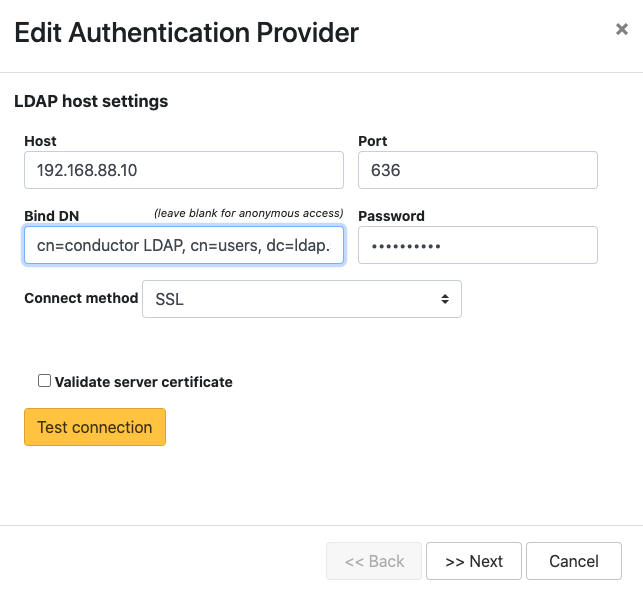 Edit Authentication Provider ×
LDAP host settings
Host Port
192.168.88.10 636
Bind DN (leave blank for anonymous access) Password
cn=conductor LDAP, cn=users, dc=ldap. ••••••••••
Connect method SSL
Validate server certificate
Test connection
<< Back >> Next Cancel